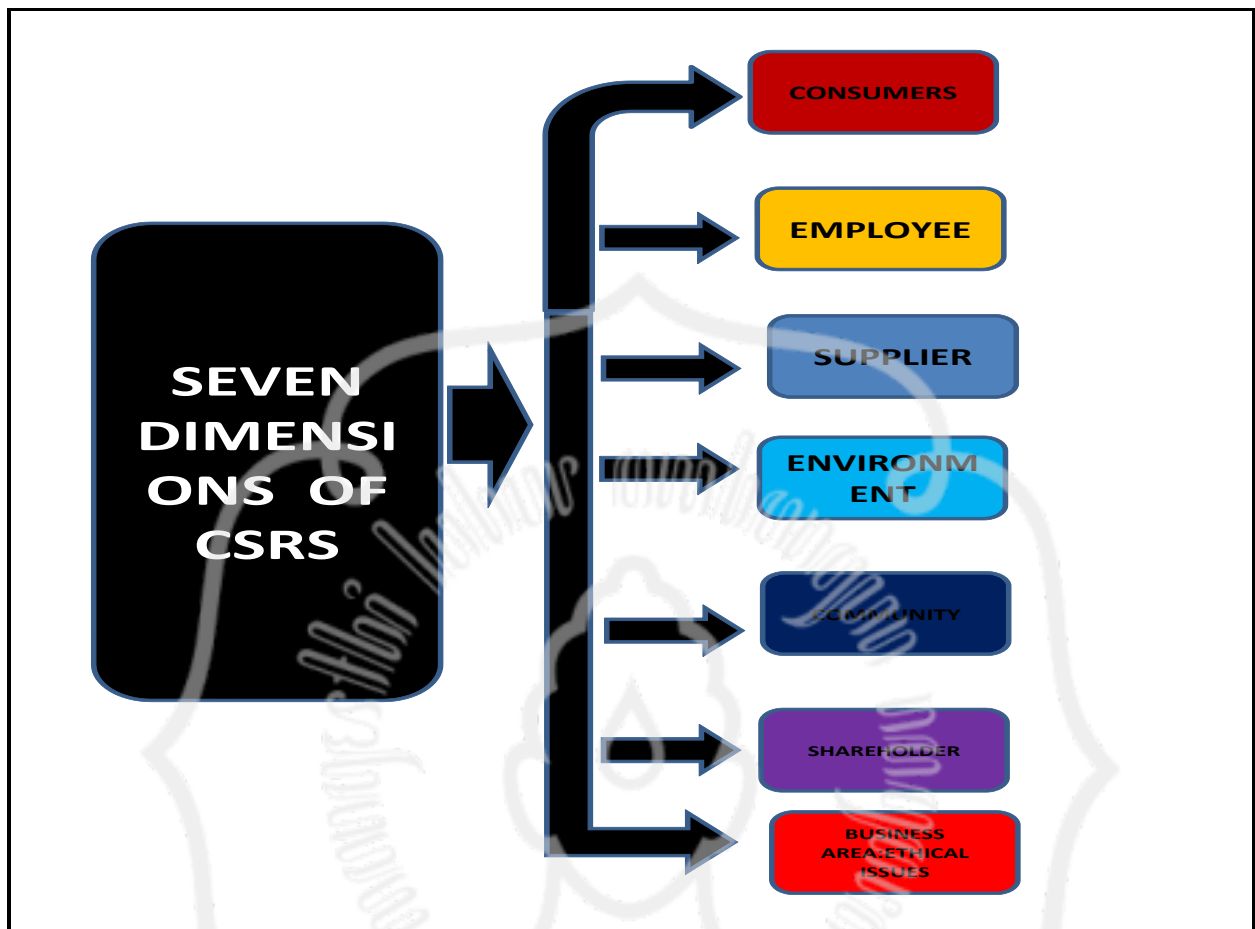 CONSUMERS
EMPLOYEE
SUPPLIER
SEVEN
DIMENSI
ONS OF
CSRS
ENVIRONM
ENT
COMMUNITY
SHAREHOLDER
BUSINESS
AREA:ETHICAL
ISSUES